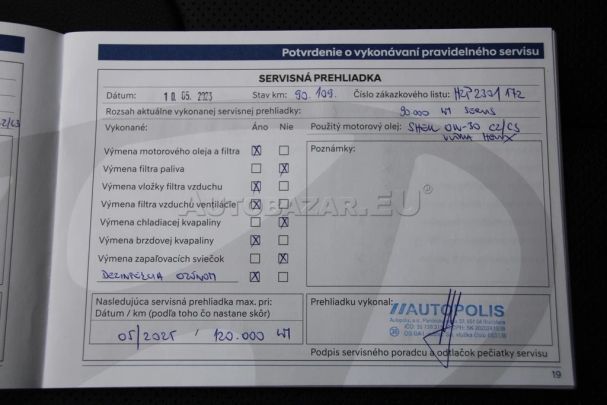 Potvrdenie o vykonávaní pravidelného servisu
SERVISNÁ PREHLIADKA
Dátum: 10.05.2023 Stav km: 90.109. Číslo zákazkového listu: HZP2331172
Rozsah aktuálne vykonanej servisnej prehliadky: 90.000 KM SERVIS
Vykonané: Áno Nie Použitý motorový olej: SHELL 0W-30 C2/C5
Výmena motorového oleja a filtra X Poznámky:
Výmena filtra paliva X
Výmena vložky filtra vzduchu X
Výmena filtra vzduchu ventilácie X
AUTOBAZAR.EU
Výmena chladiacej kvapaliny X
Výmena brzdovej kvapaliny X
Výmena zapaľovacích sviečok X
DEZINFEKCIA OZÓNOM X
Nasledujúca servisná prehliadka max. pri:
Dátum / km (podľa toho čo nastane skôr)
05/2025 / 120.000 KM
Prehliadku vykonal:
AUTOPOLIS
Podpis servisného poradcu a odtlačok pečiatky servisu
19